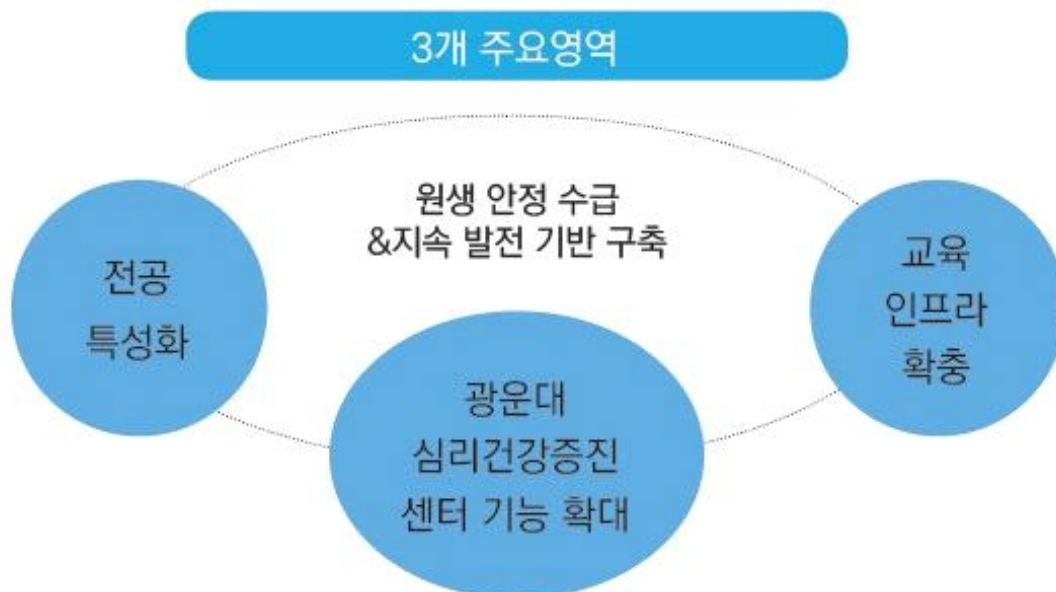 3개 주요영역
원생 안정 수급
&지속 발전 기반 구축
전공
특성화
광운대
심리건강증진
센터 기능 확대
교육
인프라
확충